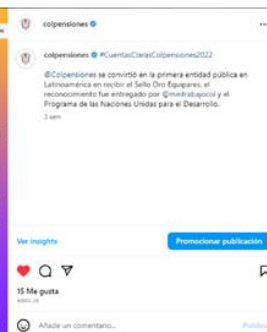 colpensiones
colpensiones #CuentasClarasColpensiones2022
@Colpensiones se convirtió en la primera entidad pública en
Latinoamérica en recibir el Sello Oro Equipares, el
reconocimiento fue entregado por @mintrabajocol y el
Programa de las Naciones Unidas para el Desarrollo.
3 sem
Ver insights
Promocionar publicación
15 Me gusta
Añade un comentario...